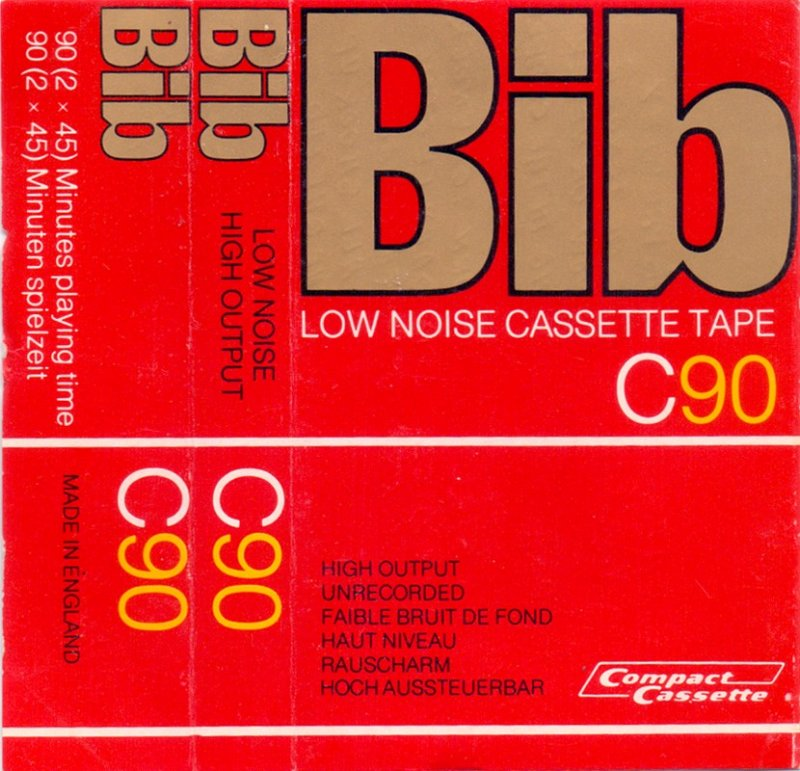 90 (2 × 45) Minutes playing time
90 (2 × 45) Minuten spielzeit
Bib
MADE IN ENGLAND
C90
Bib
LOW NOISE
HIGH OUTPUT
C90
Bib
LOW NOISE CASSETTE TAPE
C90
HIGH OUTPUT
UNRECORDED
FAIBLE BRUIT DE FOND
HAUT NIVEAU
RAUSCHARM
HOCH AUSSTEUERBAR
Compact
Cassette